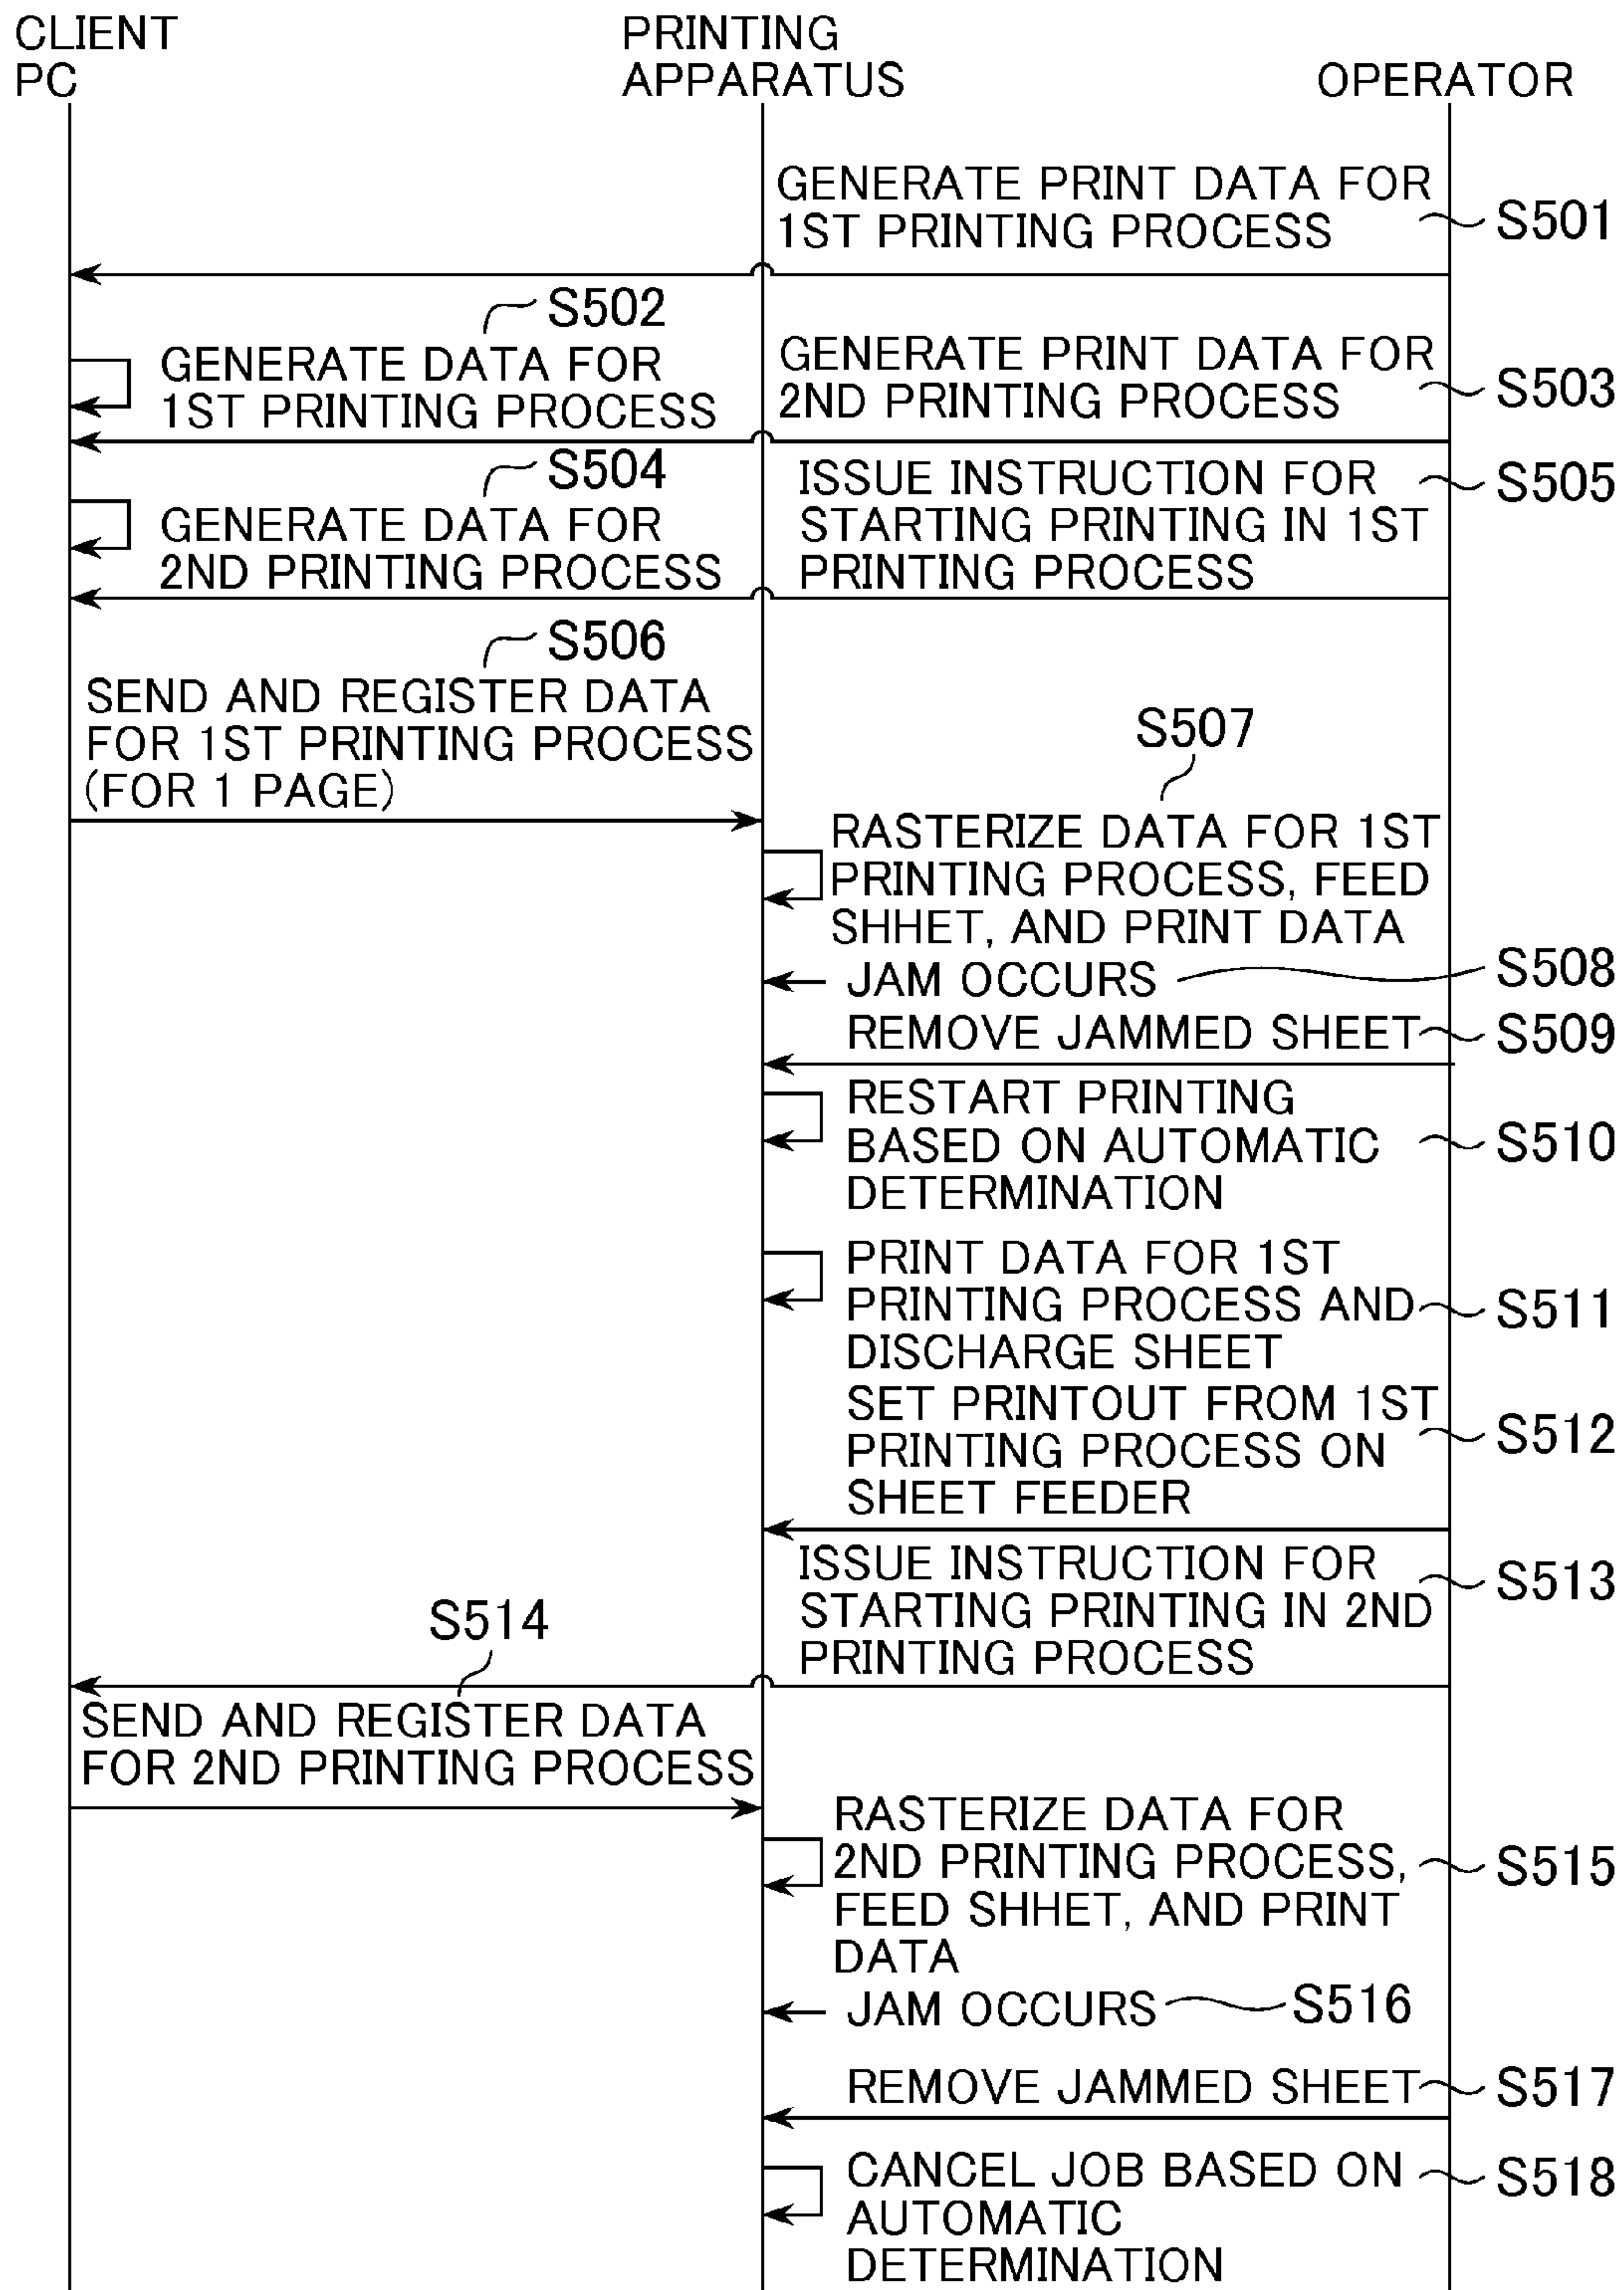 CLIENT
PC
PRINTING
APPARATUS
OPERATOR
GENERATE PRINT DATA FOR
1ST PRINTING PROCESS
S501
S502
GENERATE DATA FOR
1ST PRINTING PROCESS
GENERATE PRINT DATA FOR
2ND PRINTING PROCESS
S503
S504
GENERATE DATA FOR
2ND PRINTING PROCESS
ISSUE INSTRUCTION FOR
STARTING PRINTING IN 1ST
PRINTING PROCESS
S505
S506
SEND AND REGISTER DATA
FOR 1ST PRINTING PROCESS
(FOR 1 PAGE)
S507
RASTERIZE DATA FOR 1ST
PRINTING PROCESS, FEED
SHHET, AND PRINT DATA
JAM OCCURS
S508
REMOVE JAMMED SHEET
S509
RESTART PRINTING
BASED ON AUTOMATIC
DETERMINATION
S510
PRINT DATA FOR 1ST
PRINTING PROCESS AND
DISCHARGE SHEET
S511
SET PRINTOUT FROM 1ST
PRINTING PROCESS ON
SHEET FEEDER
S512
ISSUE INSTRUCTION FOR
STARTING PRINTING IN 2ND
PRINTING PROCESS
S513
S514
SEND AND REGISTER DATA
FOR 2ND PRINTING PROCESS
RASTERIZE DATA FOR
2ND PRINTING PROCESS,
FEED SHHET, AND PRINT
DATA
S515
JAM OCCURS
S516
REMOVE JAMMED SHEET
S517
CANCEL JOB BASED ON
AUTOMATIC
DETERMINATION
S518